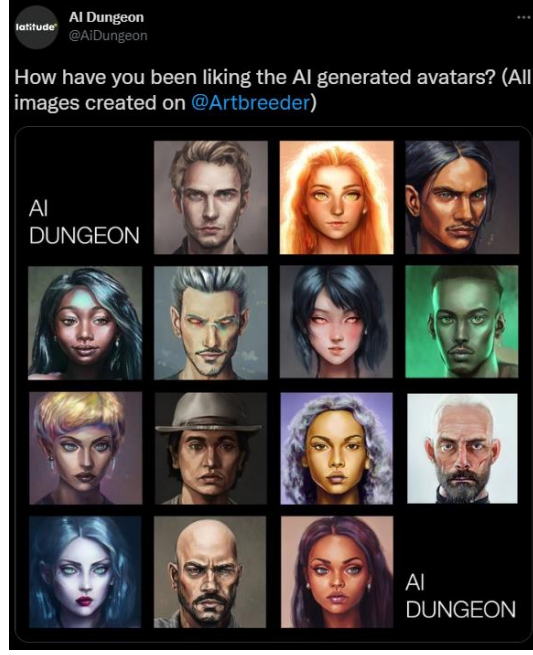 latitude
AI Dungeon
@AiDungeon
How have you been liking the AI generated avatars? (All
images created on @Artbreeder)
AI
DUNGEON
AI
DUNGEON